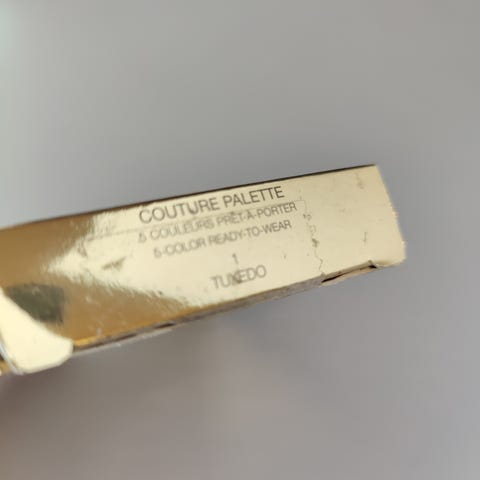 COUTURE PALETTE
5 COULEURS PRÊT-À-PORTER
5-COLOR READY-TO-WEAR
1
TUXEDO